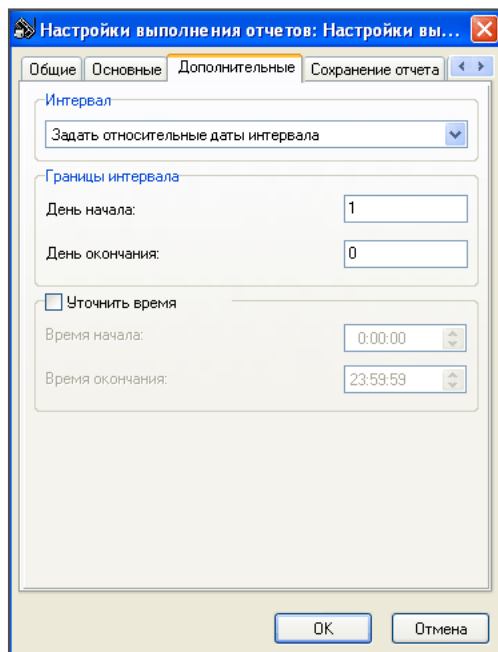 Настройки выполнения отчетов: Настройки вы...
Общие Основные Дополнительные Сохранение отчета
Интервал
Задать относительные даты интервала
Границы интервала
День начала: 1
День окончания: 0
Уточнить время
Время начала: 0:00:00
Время окончания: 23:59:59
ОК Отмена